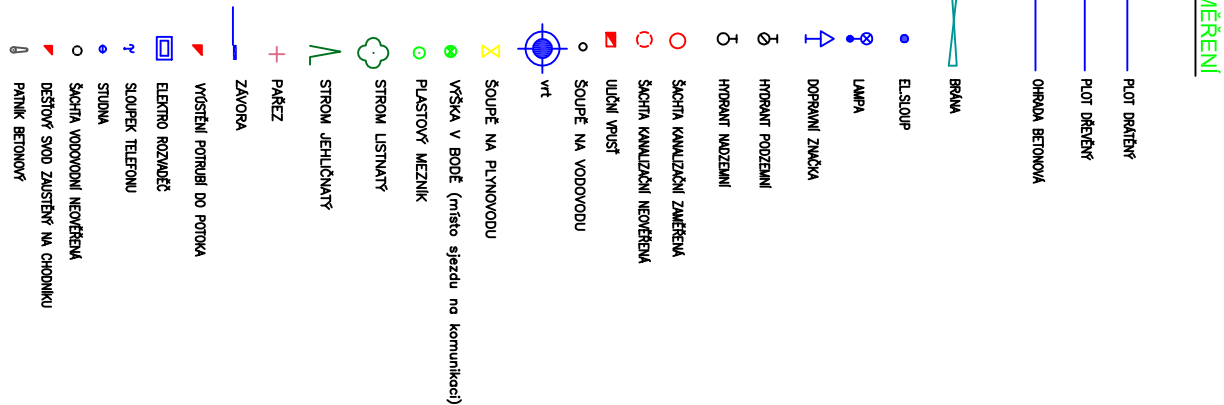 MĚŘENÍ
PLOT DRÁTĚNÝ
PLOT DŘEVĚNÝ
OHRADA BETONOVÁ
BRÁNA
EL.SLOUP
LAMPA
DOPRAVNÍ ZNAČKA
HYDRANT PODZEMNÍ
HYDRANT NADZEMNÍ
ŠACHTA KANALIZAČNÍ ZAMĚŘENÁ
ŠACHTA KANALIZAČNÍ NEOVĚŘENÁ
ULIČNÍ VPUSŤ
ŠOUPĚ NA VODOVODU
vrt
ŠOUPĚ NA PLYNOVODU
VÝŠKA V BODĚ (místo sjezdu na komunikaci)
PLASTOVÝ MEZNÍK
STROM LISTNATÝ
STROM JEHLIČNATÝ
PAŘEZ
ZÁVORA
VYÚSTĚNÍ POTRUBÍ DO POTOKA
ELEKTRO ROZVADĚČ
SLOUPEK TELEFONU
STUDNA
ŠACHTA VODOVODNÍ NEOVĚŘENÁ
DEŠŤOVÝ SVOD ZAUSTĚNÝ NA CHODNÍKU
PATNÍK BETONOVÝ